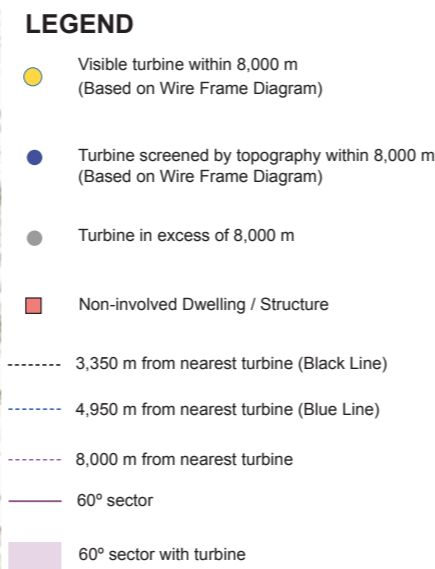 LEGEND
Visible turbine within 8,000 m
(Based on Wire Frame Diagram)
Turbine screened by topography within 8,000 m
(Based on Wire Frame Diagram)
Turbine in excess of 8,000 m
Non-involved Dwelling / Structure
3,350 m from nearest turbine (Black Line)
4,950 m from nearest turbine (Blue Line)
8,000 m from nearest turbine
60º sector
60º sector with turbine